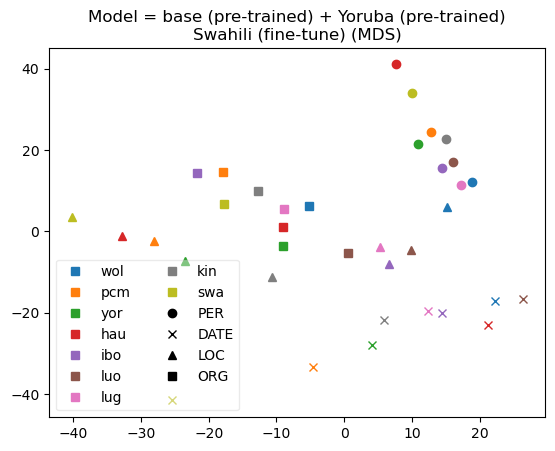 Model = base (pre-trained) + Yoruba (pre-trained)
Swahili (fine-tune) (MDS)
40
20
0
−20
−40
wol
pcm
yor
hau
ibo
luo
lug
kin
swa
PER
DATE
LOC
ORG
−40 −30 −20 −10 0 10 20